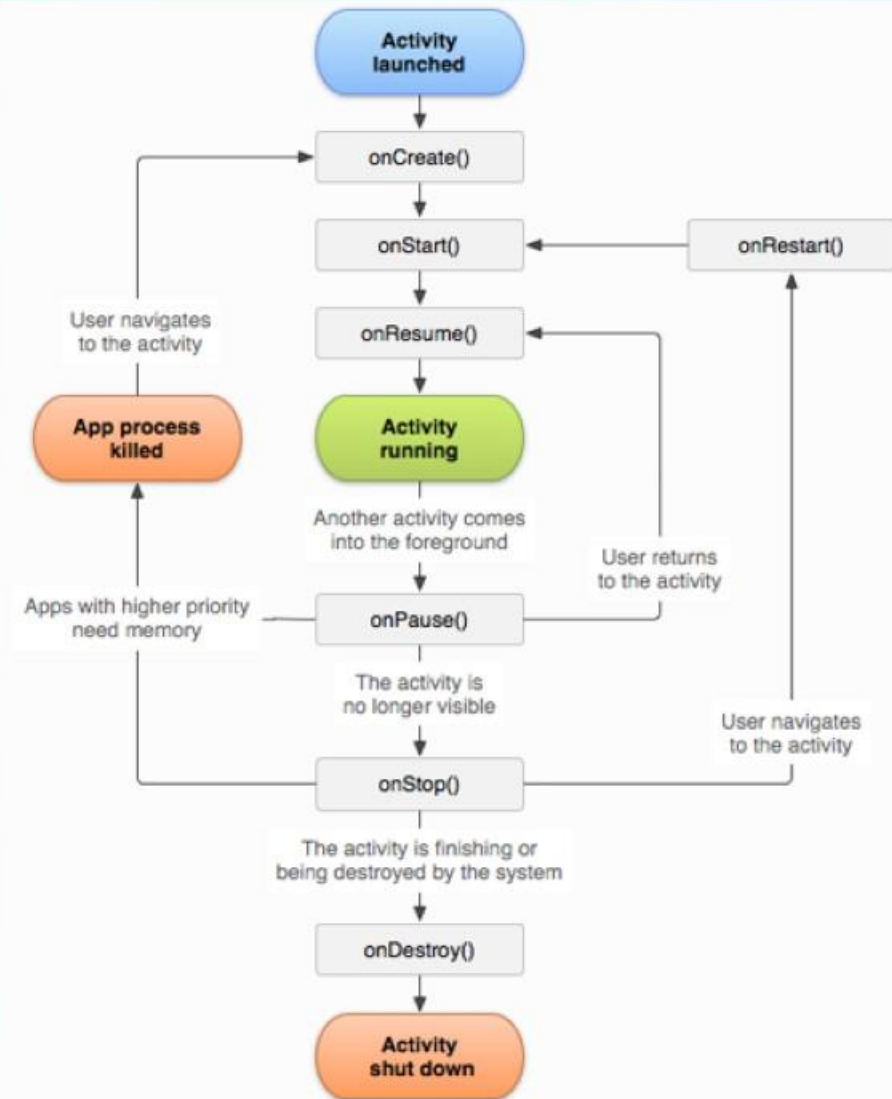 Activity
launched
onCreate()
onStart()
onRestart()
onResume()
User navigates
to the activity
App process
killed
Activity
running
Another activity comes
into the foreground
User returns
to the activity
Apps with higher priority
need memory
onPause()
The activity is
no longer visible
User navigates
to the activity
onStop()
The activity is finishing or
being destroyed by the system
onDestroy()
Activity
shut down